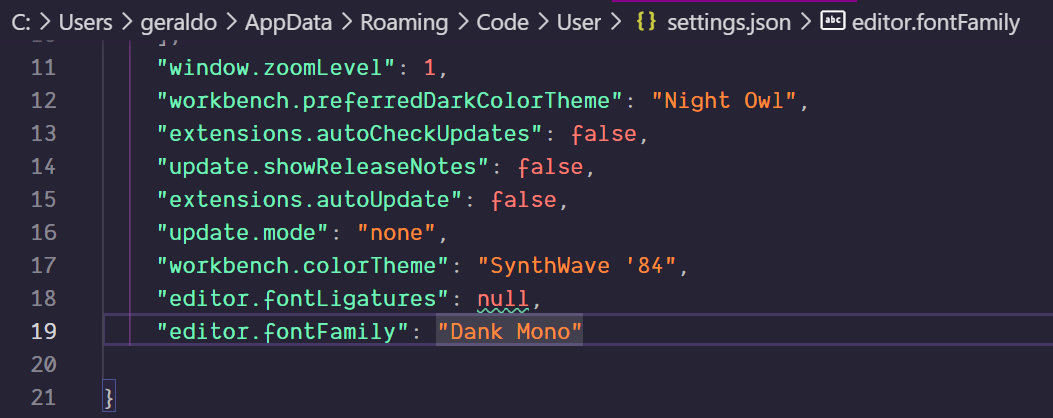 C: > Users > geraldo > AppData > Roaming > Code > User > {} settings.json > abc editor.fontFamily
11 "window.zoomLevel": 1,
12 "workbench.preferredDarkColorTheme": "Night Owl",
13 "extensions.autoCheckUpdates": false,
14 "update.showReleaseNotes": false,
15 "extensions.autoUpdate": false,
16 "update.mode": "none",
17 "workbench.colorTheme": "SynthWave '84",
18 "editor.fontLigatures": null,
19 "editor.fontFamily": "Dank Mono"
20
21 }